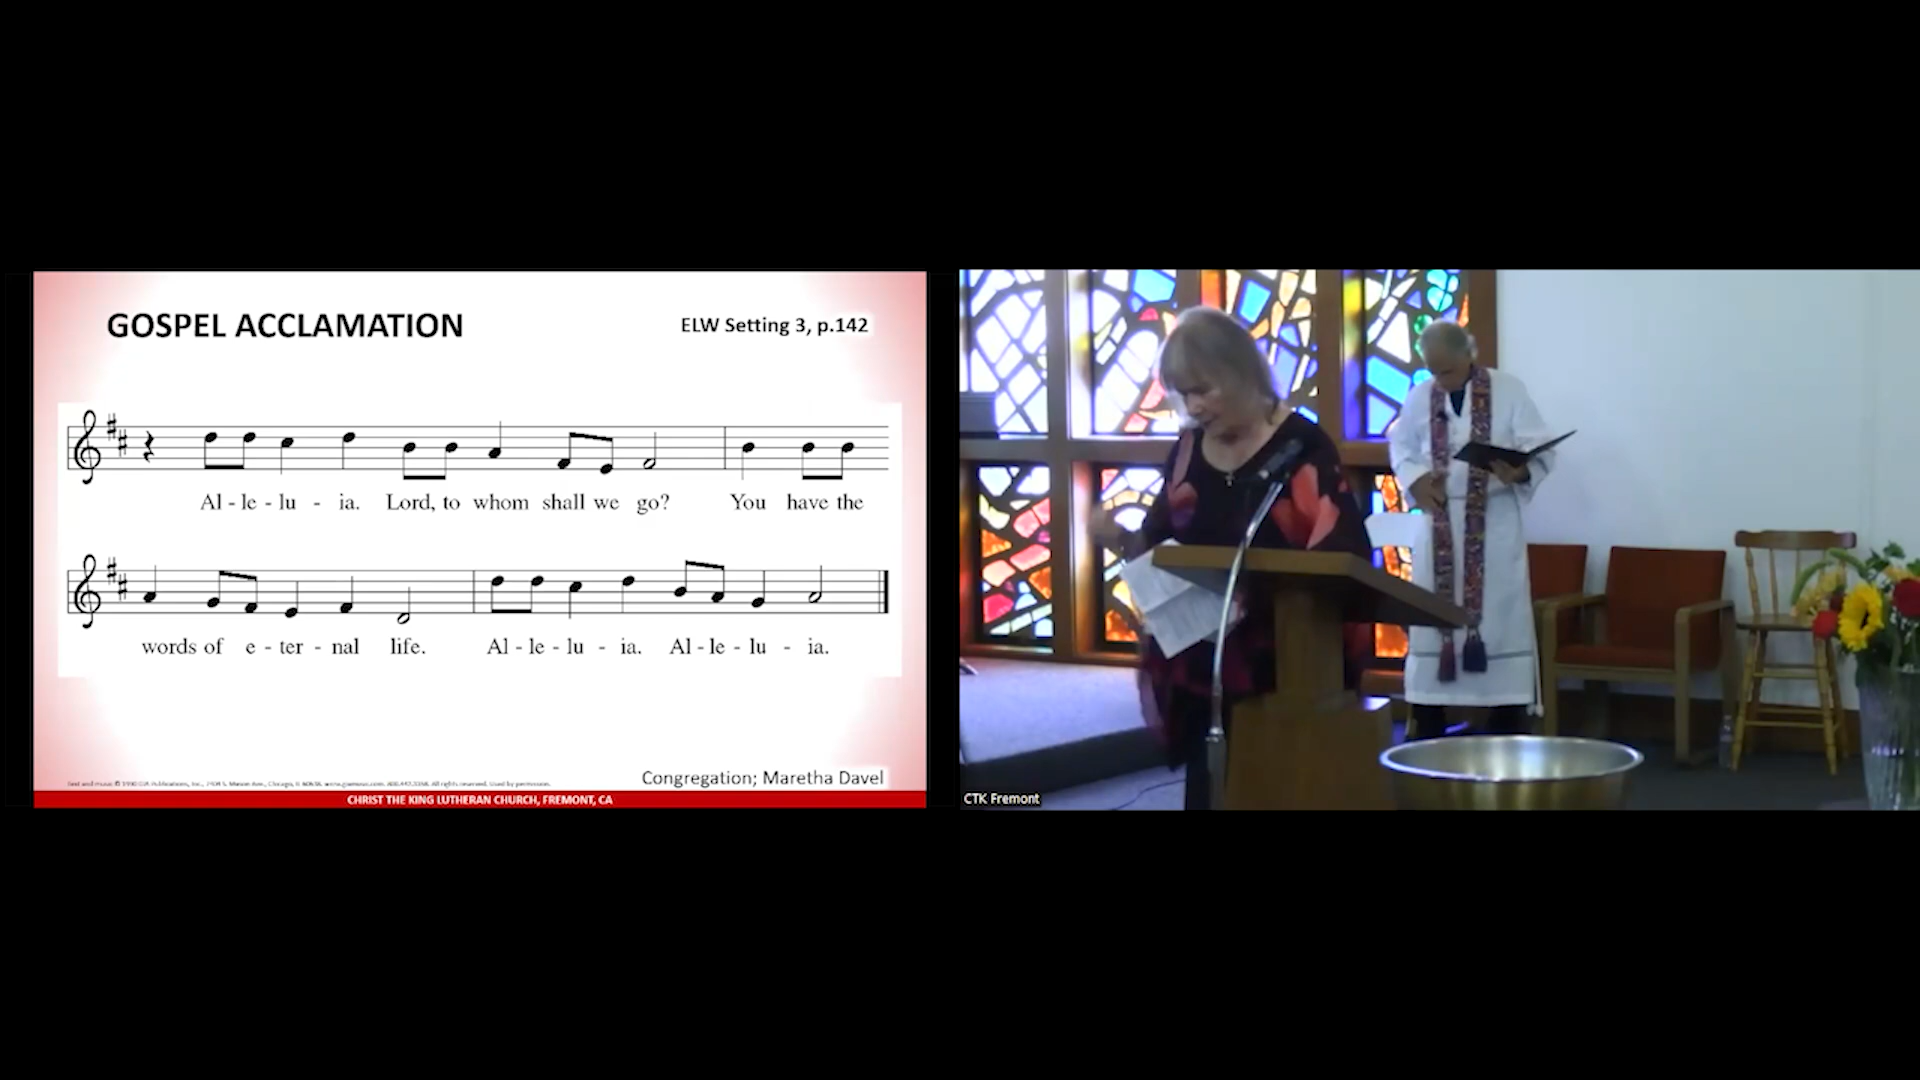 GOSPEL ACCLAMATION
ELW Setting 3, p.142
Al - le - lu - ia. Lord, to whom shall we go? You have the
words of e - ter - nal life. Al - le - lu - ia. Al - le - lu - ia.
Congregation; Maretha Davel
CHRIST THE KING LUTHERAN CHURCH, FREMONT, CA
CTK Fremont